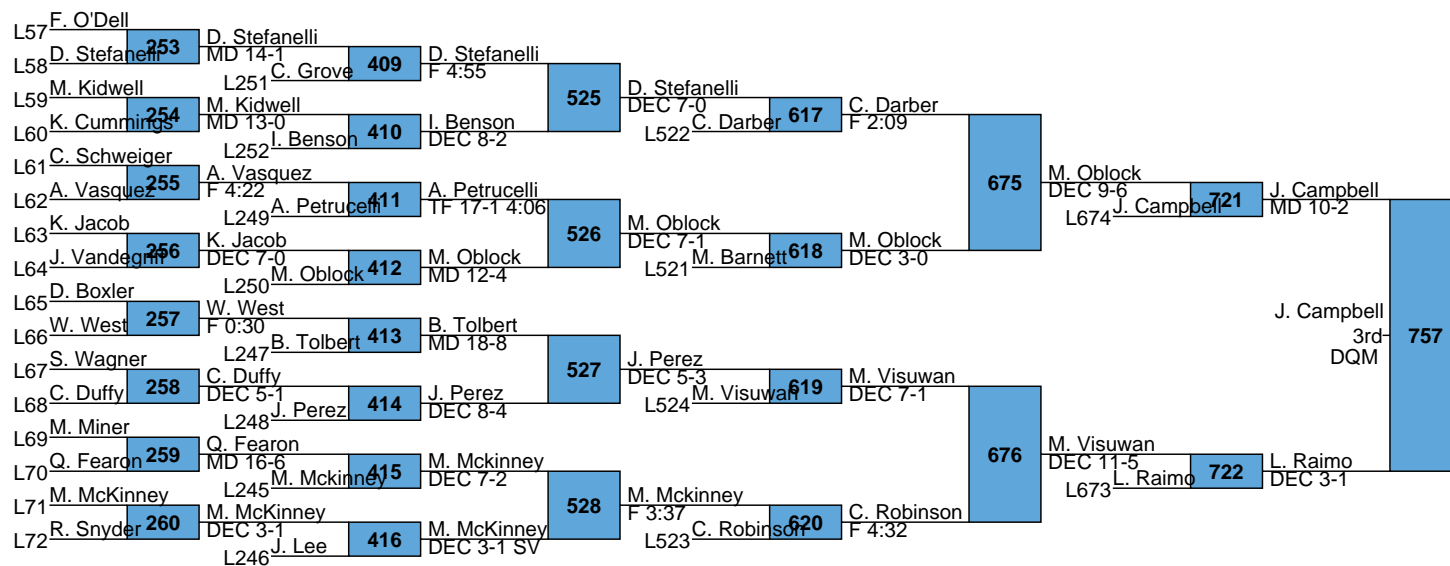 L57 F. O'Dell
L58 D. Stefanelli
253
D. Stefanelli
MD 14-1
L251 C. Grove
409
D. Stefanelli
F 4:55
L59 M. Kidwell
L60 K. Cummings
254
M. Kidwell
MD 13-0
L252 I. Benson
410
I. Benson
DEC 8-2
525
D. Stefanelli
DEC 7-0
L522 C. Darber
617
C. Darber
F 2:09
L61 C. Schweiger
L62 A. Vasquez
255
A. Vasquez
F 4:22
L249 A. Petrucelli
411
A. Petrucelli
TF 17-1 4:06
L63 K. Jacob
L64 J. Vandegrift
256
K. Jacob
DEC 7-0
L250 M. Oblock
412
M. Oblock
MD 12-4
526
M. Oblock
DEC 7-1
L521 M. Barnett
618
M. Oblock
DEC 3-0
675
M. Oblock
DEC 9-6
L674 J. Campbell
721
J. Campbell
MD 10-2
L65 D. Boxler
L66 W. West
257
W. West
F 0:30
L247 B. Tolbert
413
B. Tolbert
MD 18-8
L67 S. Wagner
L68 C. Duffy
258
C. Duffy
DEC 5-1
L248 J. Perez
414
J. Perez
DEC 8-4
527
J. Perez
DEC 5-3
L524 M. Visuwan
619
M. Visuwan
DEC 7-1
L69 M. Miner
L70 Q. Fearon
259
Q. Fearon
MD 16-6
L245 M. Mckinney
415
M. Mckinney
DEC 7-2
L71 M. McKinney
L72 R. Snyder
260
M. McKinney
DEC 3-1
L246 J. Lee
416
M. McKinney
DEC 3-1 SV
528
M. Mckinney
F 3:37
L523 C. Robinson
620
C. Robinson
F 4:32
676
M. Visuwan
DEC 11-5
L673 L. Raimo
722
L. Raimo
DEC 3-1
757
J. Campbell
3rd
DQM